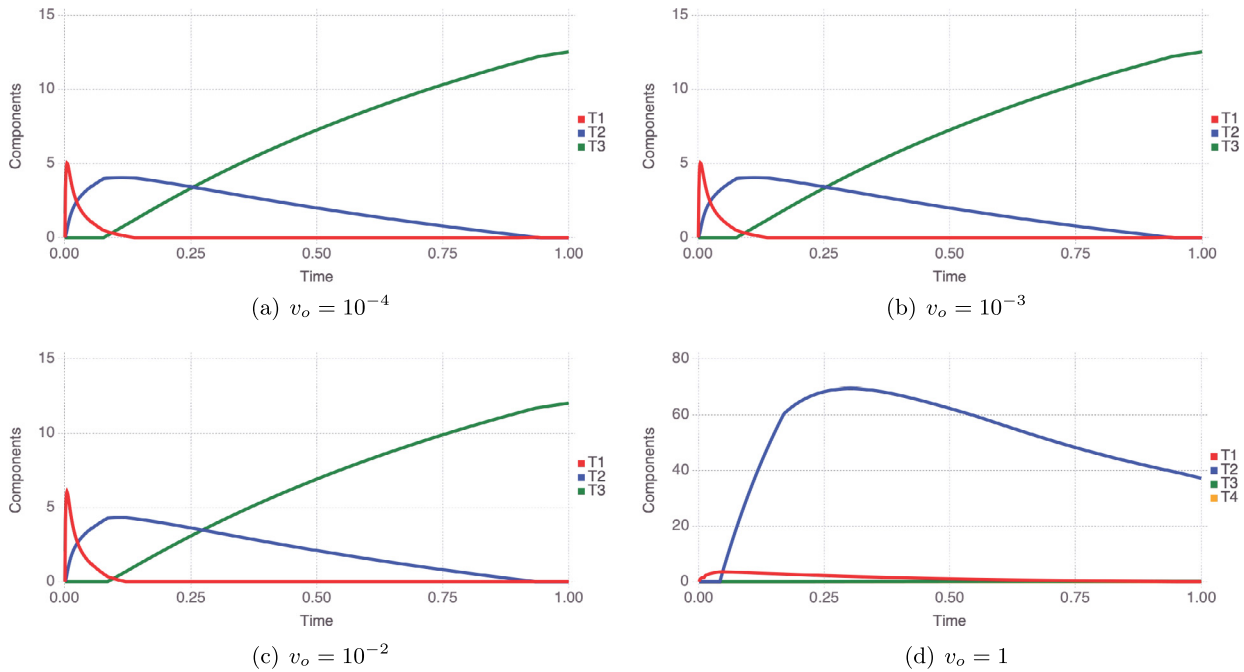 15
10
5
0
Components
0.00 0.25 0.50 0.75 1.00
Time
T1
T2
T3
(a) v_o = 10^{-4}
15
10
5
0
Components
0.00 0.25 0.50 0.75 1.00
Time
T1
T2
T3
(b) v_o = 10^{-3}
15
10
5
0
Components
0.00 0.25 0.50 0.75 1.00
Time
T1
T2
T3
(c) v_o = 10^{-2}
80
60
40
20
0
Components
0.00 0.25 0.50 0.75 1.00
Time
T1
T2
T3
T4
(d) v_o = 1